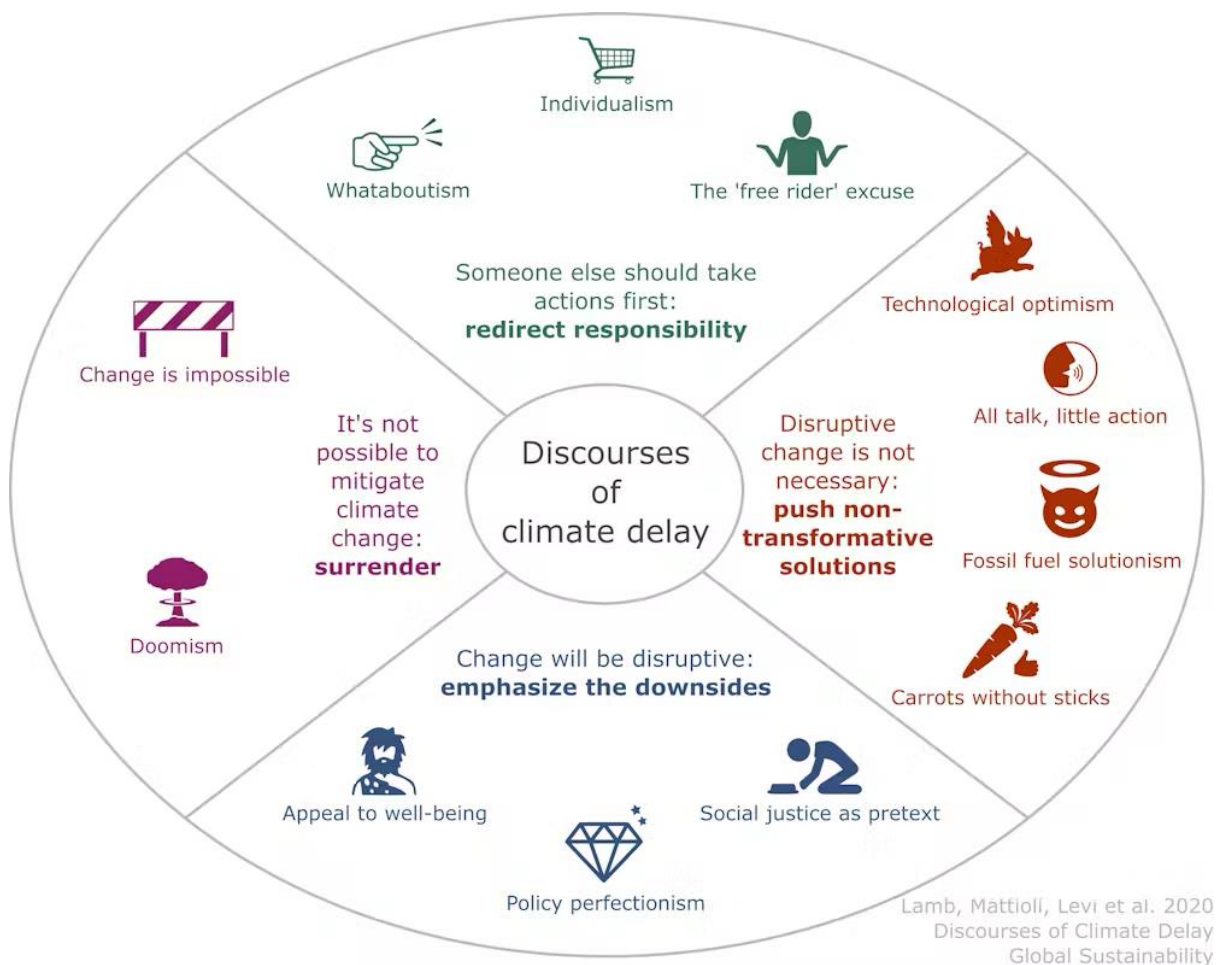 Individualism
Whataboutism
The 'free rider' excuse
Someone else should take
actions first:
redirect responsibility
Technological optimism
All talk, little action
Disruptive
change is not
necessary:
push non-
transformative
solutions
Fossil fuel solutionism
Carrots without sticks
Change is impossible
It's not
possible to
mitigate
climate
change:
surrender
Doomism
Discourses
of
climate delay
Change will be disruptive:
emphasize the downsides
Appeal to well-being
Social justice as pretext
Policy perfectionism
Lamb, Mattioli, Levi et al. 2020
Discourses of Climate Delay
Global Sustainability